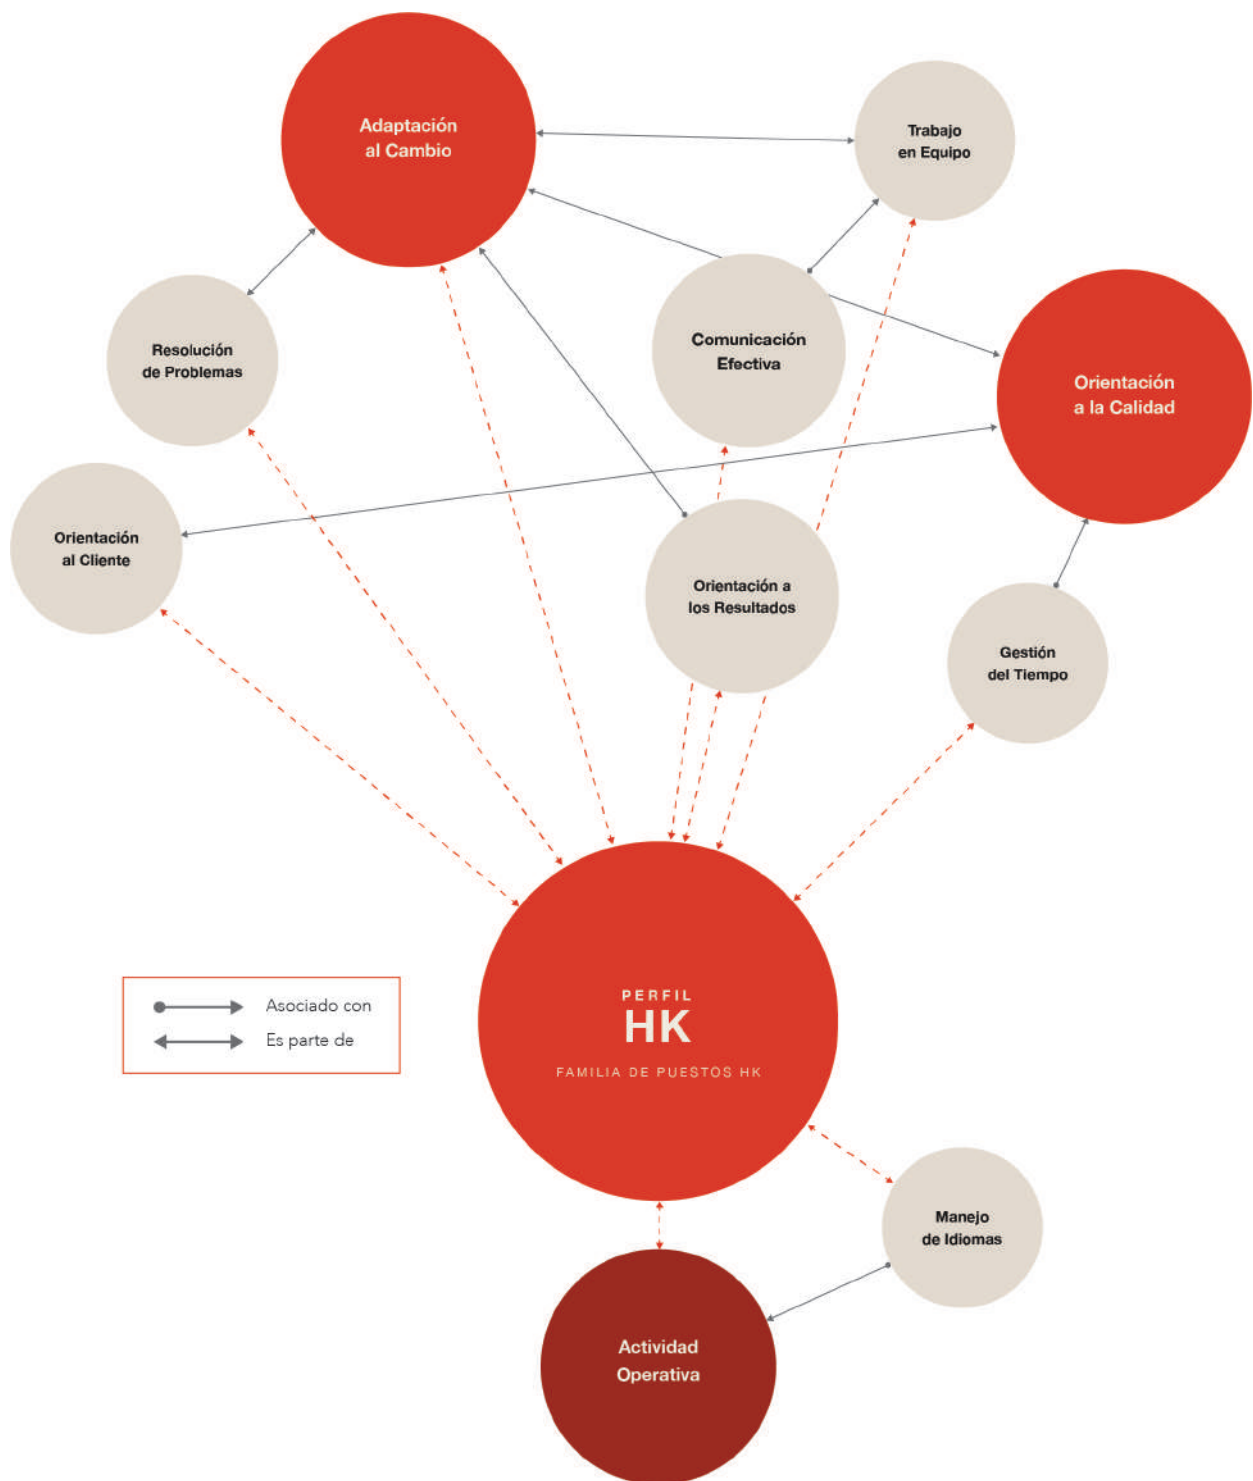 Adaptación
al Cambio
Trabajo
en Equipo
Resolución
de Problemas
Comunicación
Efectiva
Orientación
a la Calidad
Orientación
al Cliente
Orientación a
los Resultados
Gestión
del Tiempo
PERFIL
HK
FAMILIA DE PUESTOS HK
Asociado con
Es parte de
Manejo
de Idiomas
Actividad
Operativa